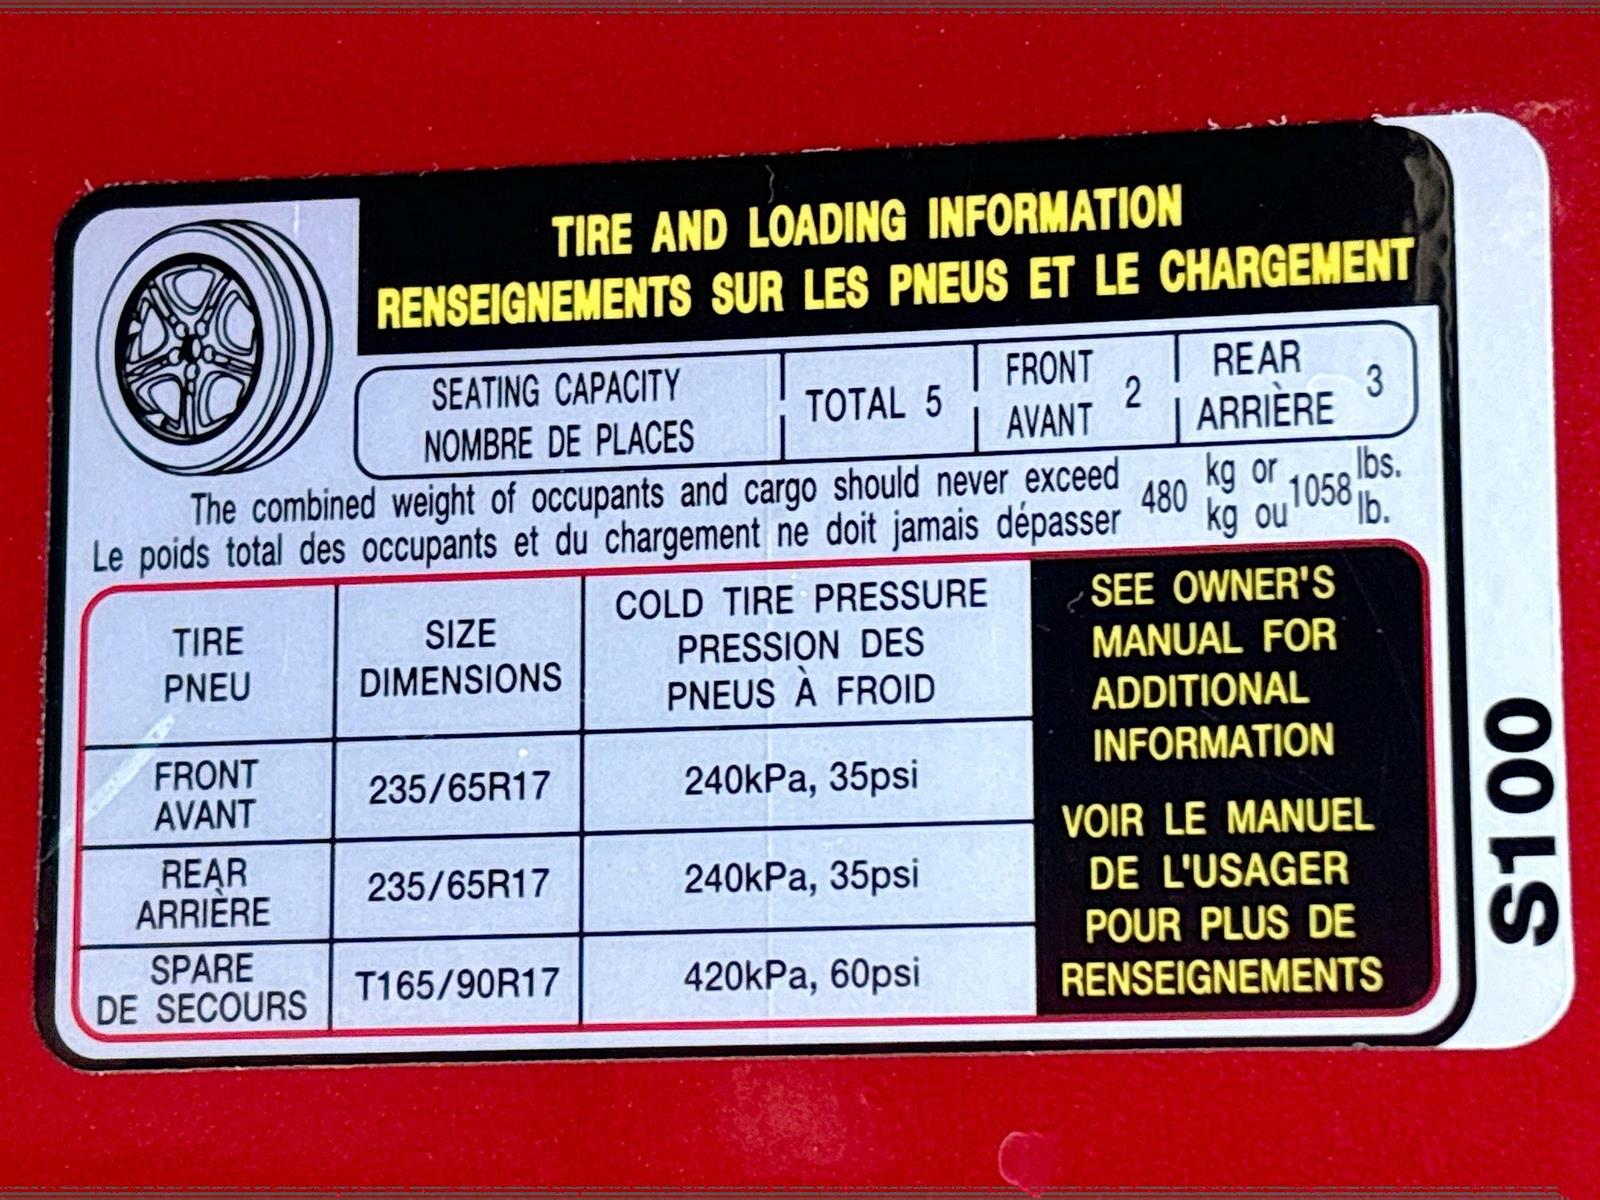 TIRE AND LOADING INFORMATION
RENSEIGNEMENTS SUR LES PNEUS ET LE CHARGEMENT
SEATING CAPACITY
NOMBRE DE PLACES
TOTAL 5
FRONT
AVANT
2
REAR
ARRIÈRE
3
The combined weight of occupants and cargo should never exceed
Le poids total des occupants et du chargement ne doit jamais dépasser
480
kg or
kg ou
1058
lbs.
lb.
TIRE
PNEU
SIZE
DIMENSIONS
COLD TIRE PRESSURE
PRESSION DES
PNEUS À FROID
FRONT
AVANT
235/65R17
240kPa, 35psi
REAR
ARRIÈRE
235/65R17
240kPa, 35psi
SPARE
DE SECOURS
T165/90R17
420kPa, 60psi
SEE OWNER'S
MANUAL FOR
ADDITIONAL
INFORMATION
VOIR LE MANUEL
DE L'USAGER
POUR PLUS DE
RENSEIGNEMENTS
S100